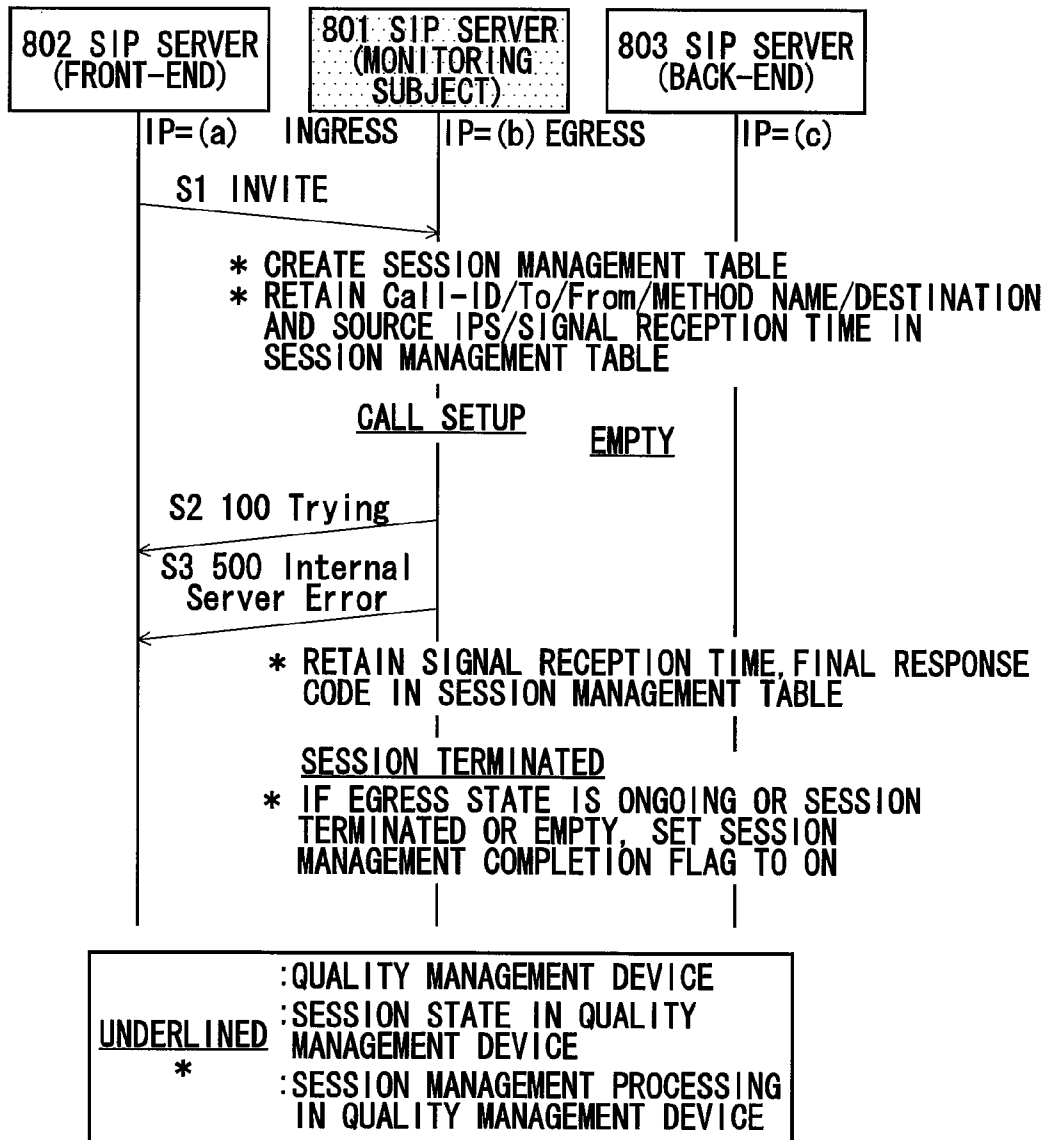 802 SIP SERVER
(FRONT-END)
801 SIP SERVER
(MONITORING
SUBJECT)
803 SIP SERVER
(BACK-END)
IP=(a) INGRESS IP=(b) EGRESS IP=(c)
S1 INVITE
* CREATE SESSION MANAGEMENT TABLE
* RETAIN Call-ID/To/From/METHOD NAME/DESTINATION
AND SOURCE IPS/SIGNAL RECEPTION TIME IN
SESSION MANAGEMENT TABLE
CALL SETUP
EMPTY
S2 100 Trying
S3 500 Internal
Server Error
* RETAIN SIGNAL RECEPTION TIME, FINAL RESPONSE
CODE IN SESSION MANAGEMENT TABLE
SESSION TERMINATED
* IF EGRESS STATE IS ONGOING OR SESSION
TERMINATED OR EMPTY, SET SESSION
MANAGEMENT COMPLETION FLAG TO ON
:QUALITY MANAGEMENT DEVICE
UNDERLINED :SESSION STATE IN QUALITY
MANAGEMENT DEVICE
* :SESSION MANAGEMENT PROCESSING
IN QUALITY MANAGEMENT DEVICE